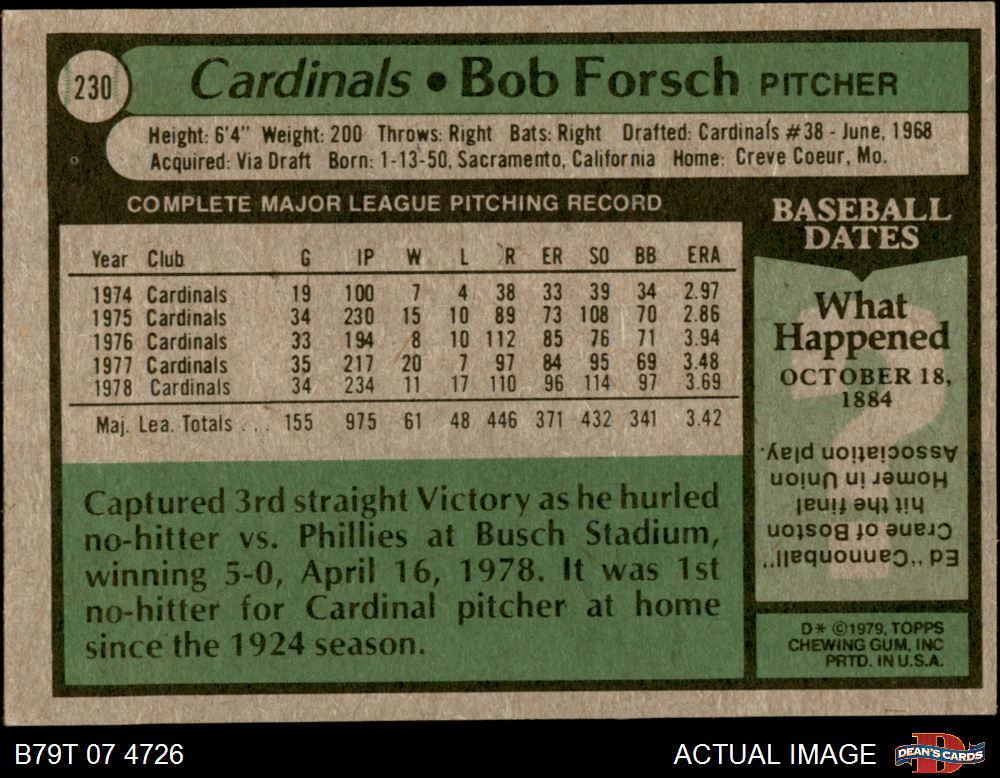 230
Cardinals • Bob Forsch PITCHER
Height: 6'4" Weight: 200 Throws: Right Bats: Right Drafted: Cardinals #38 - June, 1968
Acquired: Via Draft Born: 1-13-50, Sacramento, California Home: Creve Coeur, Mo.
COMPLETE MAJOR LEAGUE PITCHING RECORD
Year Club G IP W L R ER SO BB ERA
1974 Cardinals 19 100 7 4 38 33 39 34 2.97
1975 Cardinals 34 230 15 10 89 73 108 70 2.86
1976 Cardinals 33 194 8 10 112 85 76 71 3.94
1977 Cardinals 35 217 20 7 97 84 95 69 3.48
1978 Cardinals 34 234 11 17 110 96 114 97 3.69
Maj. Lea. Totals . . . 155 975 61 48 446 371 432 341 3.42
Captured 3rd straight Victory as he hurled
no-hitter vs. Phillies at Busch Stadium,
winning 5-0, April 16, 1978. It was 1st
no-hitter for Cardinal pitcher at home
since the 1924 season.
BASEBALL
DATES
What
Happened
OCTOBER 18,
1884
Ed "Cannonball"
Crane of Boston
hit the final
Homer in Union
Association play.
D* ©1979, TOPPS
CHEWING GUM, INC
PRTD. IN U.S.A.
B79T 07 4726
ACTUAL IMAGE
DEAN'S CARDS